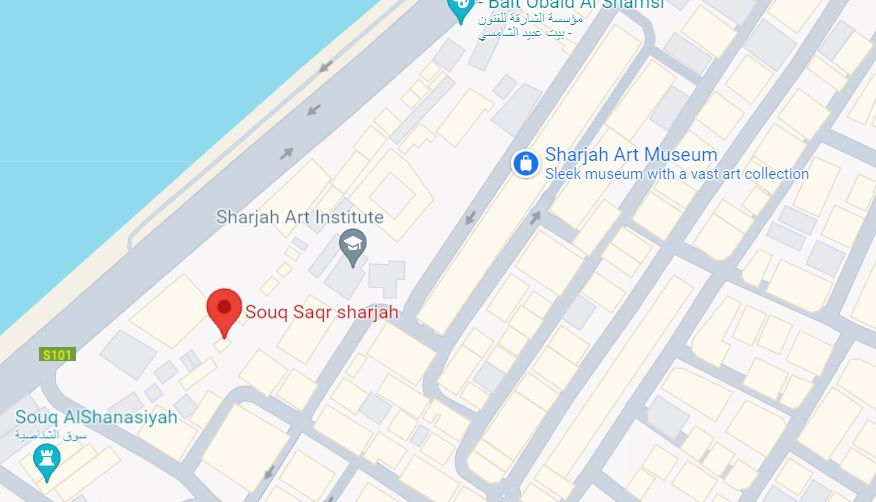 - Bait Obaid Al Shamsi
مؤسسة الشارقة للفنون
- بيت عبيد الشامسي
Sharjah Art Museum
Sleek museum with a vast art collection
Sharjah Art Institute
Souq Saqr sharjah
S101
Souq AlShanasiyah
سوق الشناصية